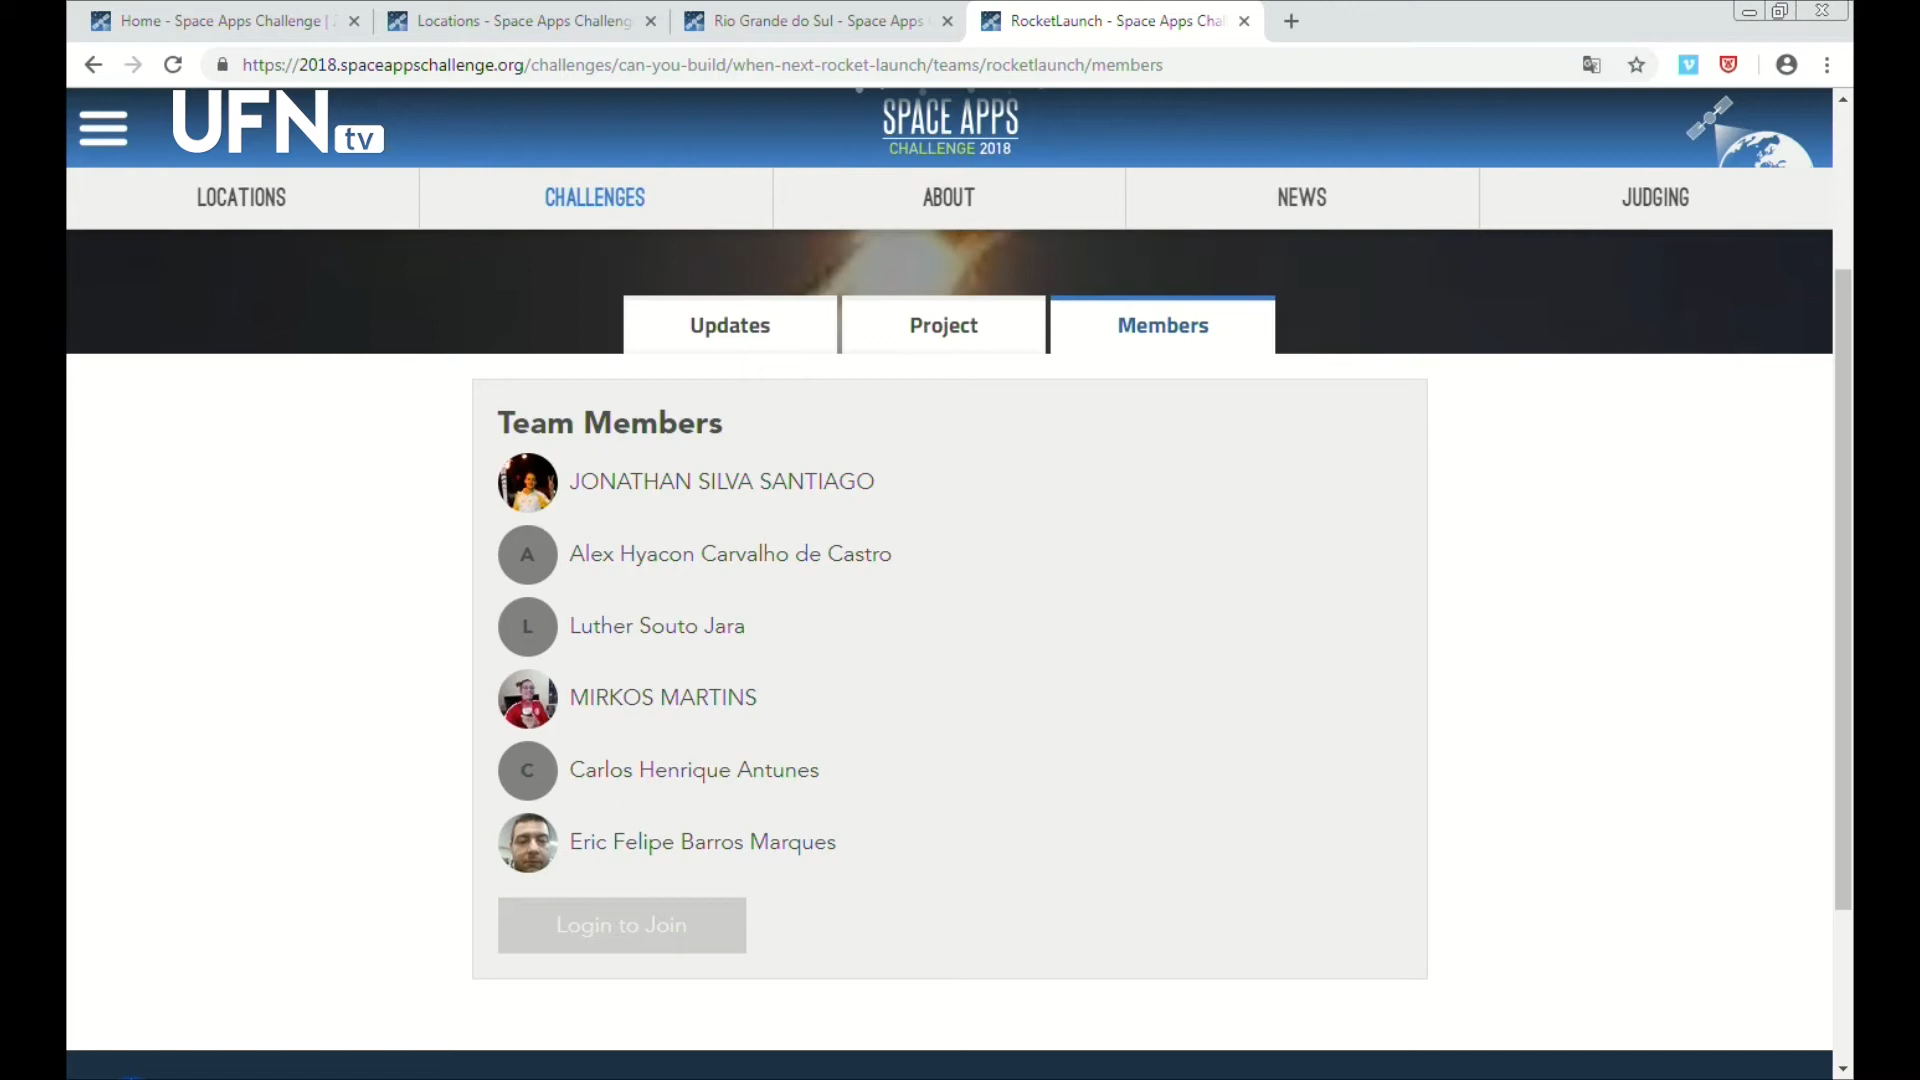 Home - Space Apps Challenge |
Locations - Space Apps Challeng
Rio Grande do Sul - Space Apps
RocketLaunch - Space Apps Chal
https://2018.spaceappschallenge.org/challenges/can-you-build/when-next-rocket-launch/teams/rocketlaunch/members
UFN tv
SPACE APPS
CHALLENGE 2018
LOCATIONS
CHALLENGES
ABOUT
NEWS
JUDGING
Updates
Project
Members
Team Members
JONATHAN SILVA SANTIAGO
A Alex Hyacon Carvalho de Castro
L Luther Souto Jara
MIRKOS MARTINS
C Carlos Henrique Antunes
Eric Felipe Barros Marques
Login to Join